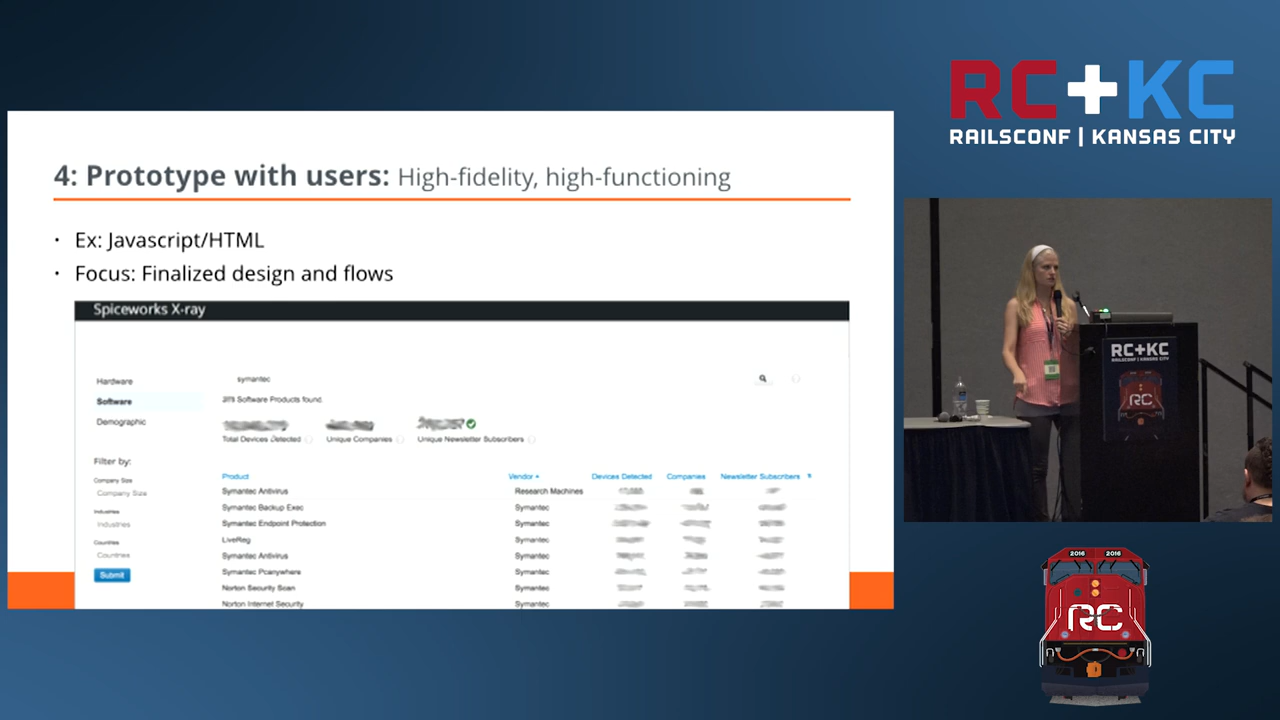 4: Prototype with users: High-fidelity, high-functioning
· Ex: Javascript/HTML
· Focus: Finalized design and flows
Spiceworks X-ray
Hardware
Software
Demographic
Filter by:
Company Size
Company Size
Industries
Industries
Countries
Countries
Submit
symantec
Software Products found.
Total Devices Detected Unique Companies Unique Newsletter Subscribers
Product Vendor Devices Detected Companies Newsletter Subscribers
Symantec Antivirus Research Machines
Symantec Backup Exec Symantec
Symantec Endpoint Protection Symantec
LiveReg Symantec
Symantec Antivirus Symantec
Symantec Pcanywhere Symantec
Norton Security Scan Symantec
Norton Internet Security Symantec
RC+KC
RAILSCONF | KANSAS CITY
RC+KC
RC
2016 2016
RC